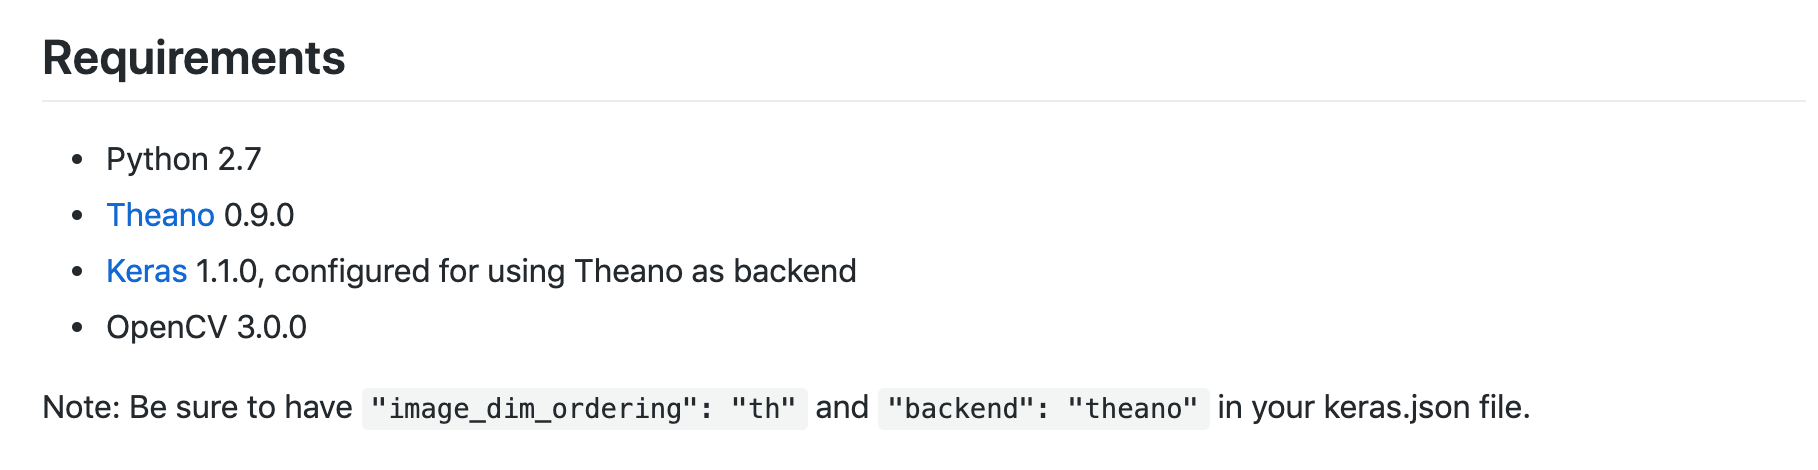 Requirements
• Python 2.7
• Theano 0.9.0
• Keras 1.1.0, configured for using Theano as backend
• OpenCV 3.0.0
Note: Be sure to have "image_dim_ordering": "th" and "backend": "theano" in your keras.json file.